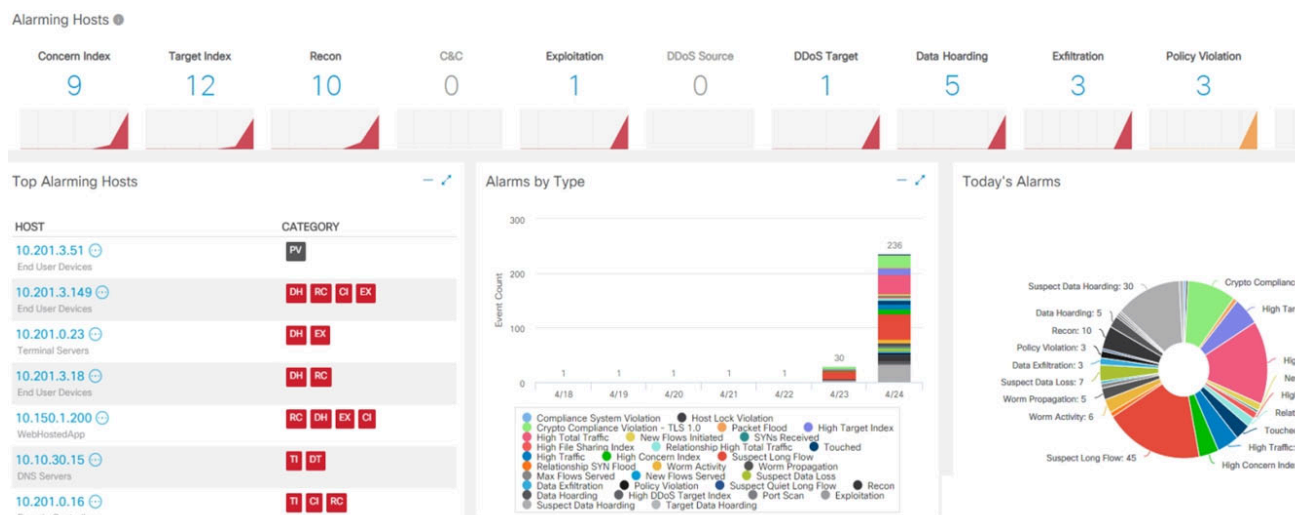 Alarming Hosts
Concern Index Target Index Recon C&C Exploitation DDoS Source DDoS Target Data Hoarding Exfiltration Policy Violation
9 12 10 0 1 0 1 5 3 3
Top Alarming Hosts
HOST CATEGORY
10.201.3.51 PV
End User Devices
10.201.3.149 DH RC CI EX
End User Devices
10.201.0.23 DH EX
Terminal Servers
10.201.3.18 DH RC
End User Devices
10.150.1.200 RC DH EX CI
WebHostedApp
10.10.30.15 TI DT
DNS Servers
10.201.0.16 TI CI RC
Alarms by Type
300
200
100
0
Event Count
1 1 1 1 1 30 236
4/18 4/19 4/20 4/21 4/22 4/23 4/24
Compliance System Violation Host Lock Violation
Crypto Compliance Violation - TLS 1.0 Packet Flood High Target Index
High Total Traffic New Flows Initiated SYNs Received
High File Sharing Index Relationship High Total Traffic Touched
High Traffic High Concern Index Suspect Long Flow
Relationship SYN Flood Worm Activity Worm Propagation
Max Flows Served New Flows Served Suspect Data Loss
Data Exfiltration Policy Violation Suspect Quiet Long Flow Recon
Data Hoarding High DDoS Target Index Port Scan Exploitation
Suspect Data Hoarding Target Data Hoarding
Today's Alarms
Suspect Data Hoarding: 30
Data Hoarding: 5
Recon: 10
Policy Violation: 3
Data Exfiltration: 3
Suspect Data Loss: 7
Worm Propagation: 5
Worm Activity: 6
Suspect Long Flow: 45
Crypto Complianc
High Tar
Hig
Ne
High
Relat
Touched
High Traffic:
High Concern Inde